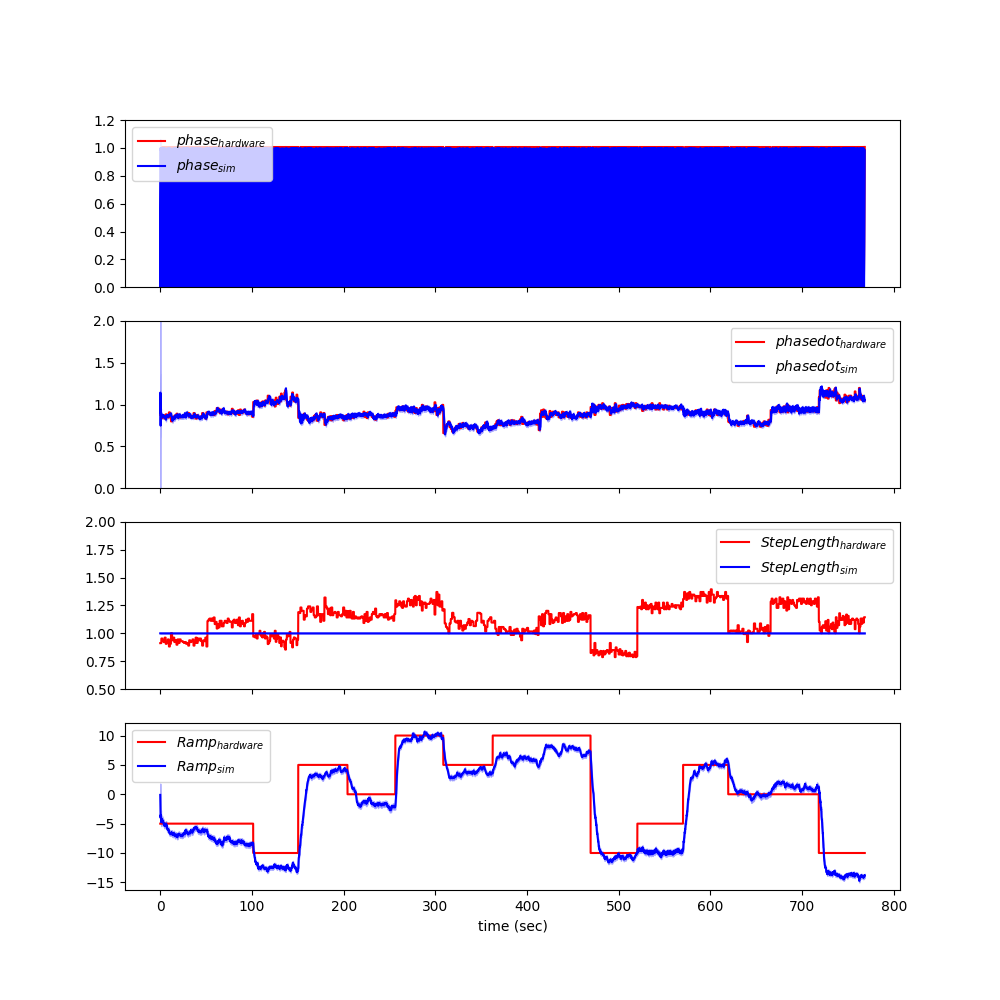 1.2
1.0
0.8
0.6
0.4
0.2
0.0
phase_hardware
phase_sim
2.0
1.5
1.0
0.5
0.0
phasedot_hardware
phasedot_sim
2.00
1.75
1.50
1.25
1.00
0.75
0.50
StepLength_hardware
StepLength_sim
10
5
0
−5
−10
−15
Ramp_hardware
Ramp_sim
0 100 200 300 400 500 600 700 800
time (sec)